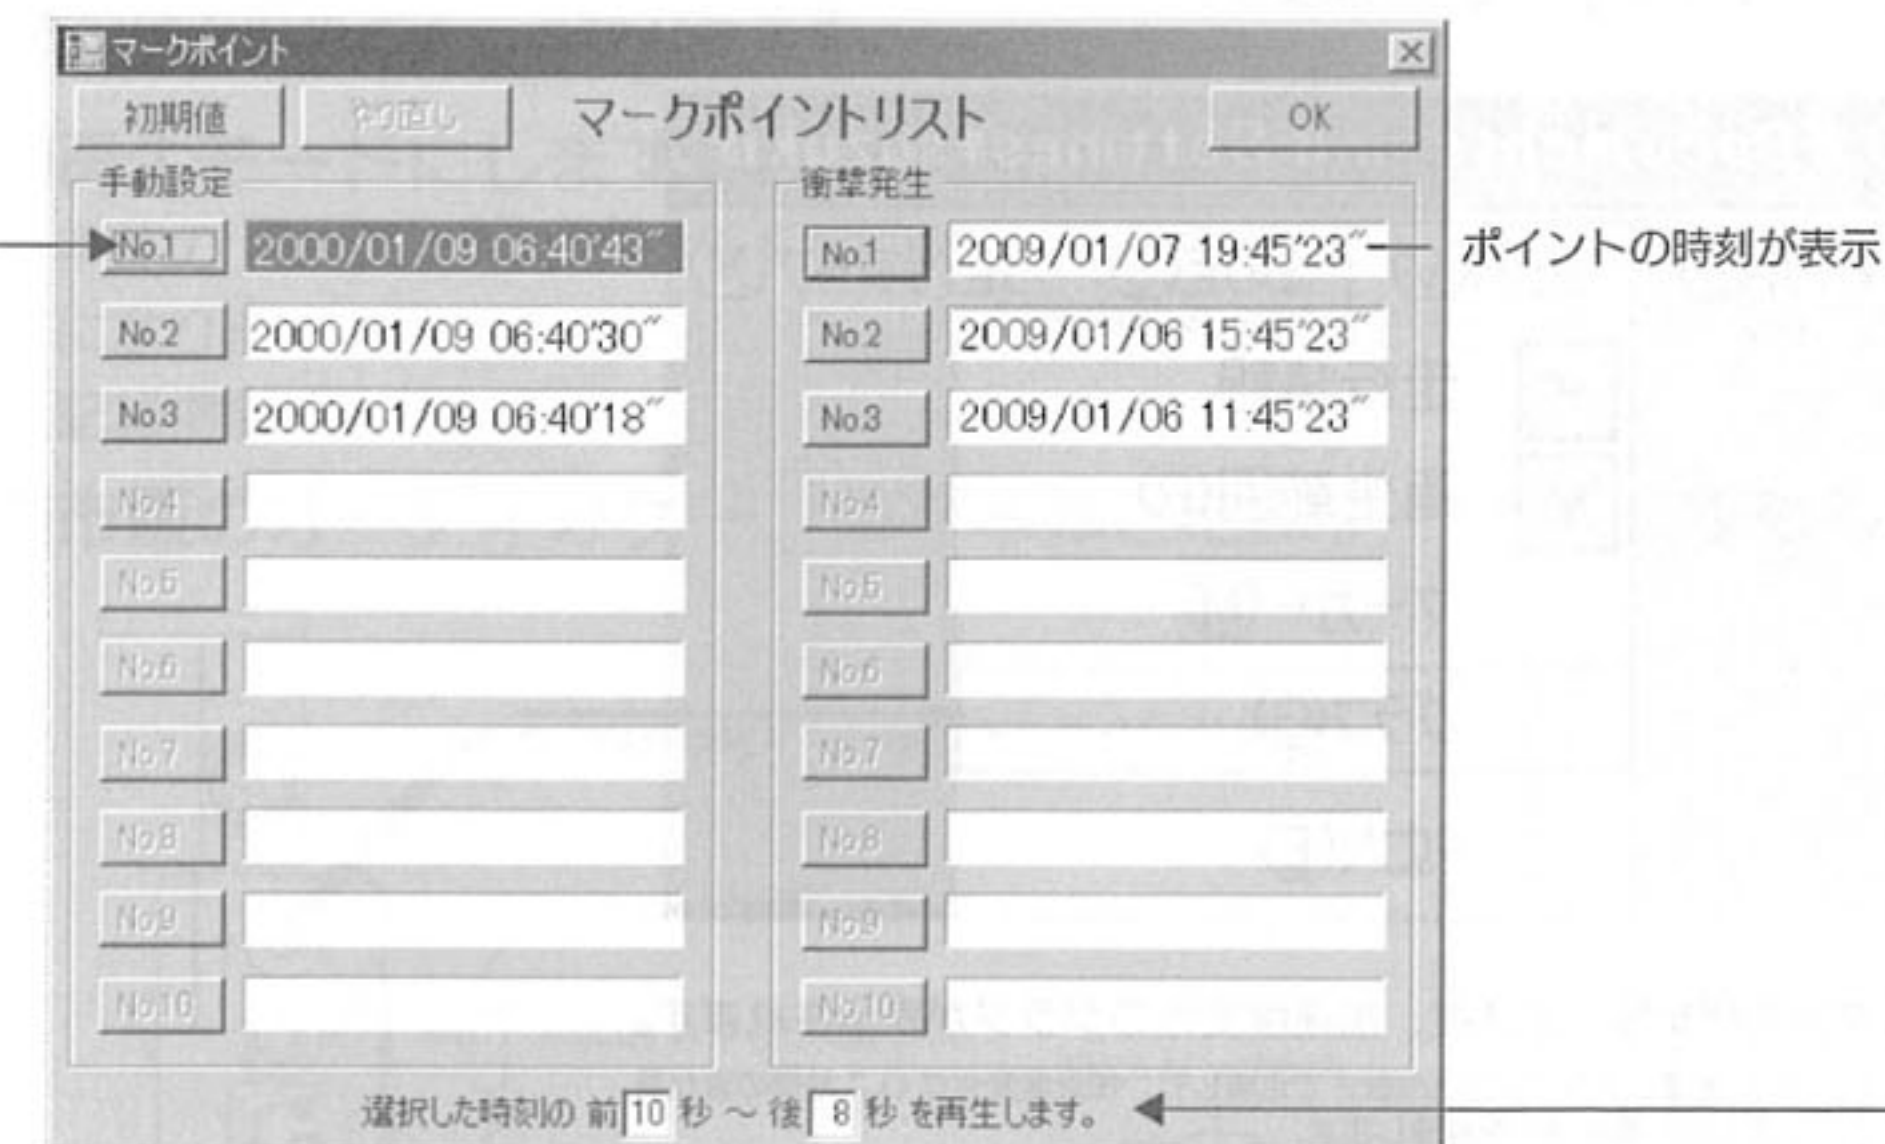 マークポイント
初期値 やり直し マークポイントリスト OK
手動設定
No.1 2000/01/09 06:40'43"
No.2 2000/01/09 06:40'30"
No.3 2000/01/09 06:40'18"
No.4
No.5
No.6
No.7
No.8
No.9
No.10
衝撃発生
No.1 2009/01/07 19:45'23"
No.2 2009/01/06 15:45'23"
No.3 2009/01/06 11:45'23"
No.4
No.5
No.6
No.7
No.8
No.9
No.10
ポイントの時刻が表示
選択した時刻の 前 10 秒 ～ 後 8 秒 を再生します。